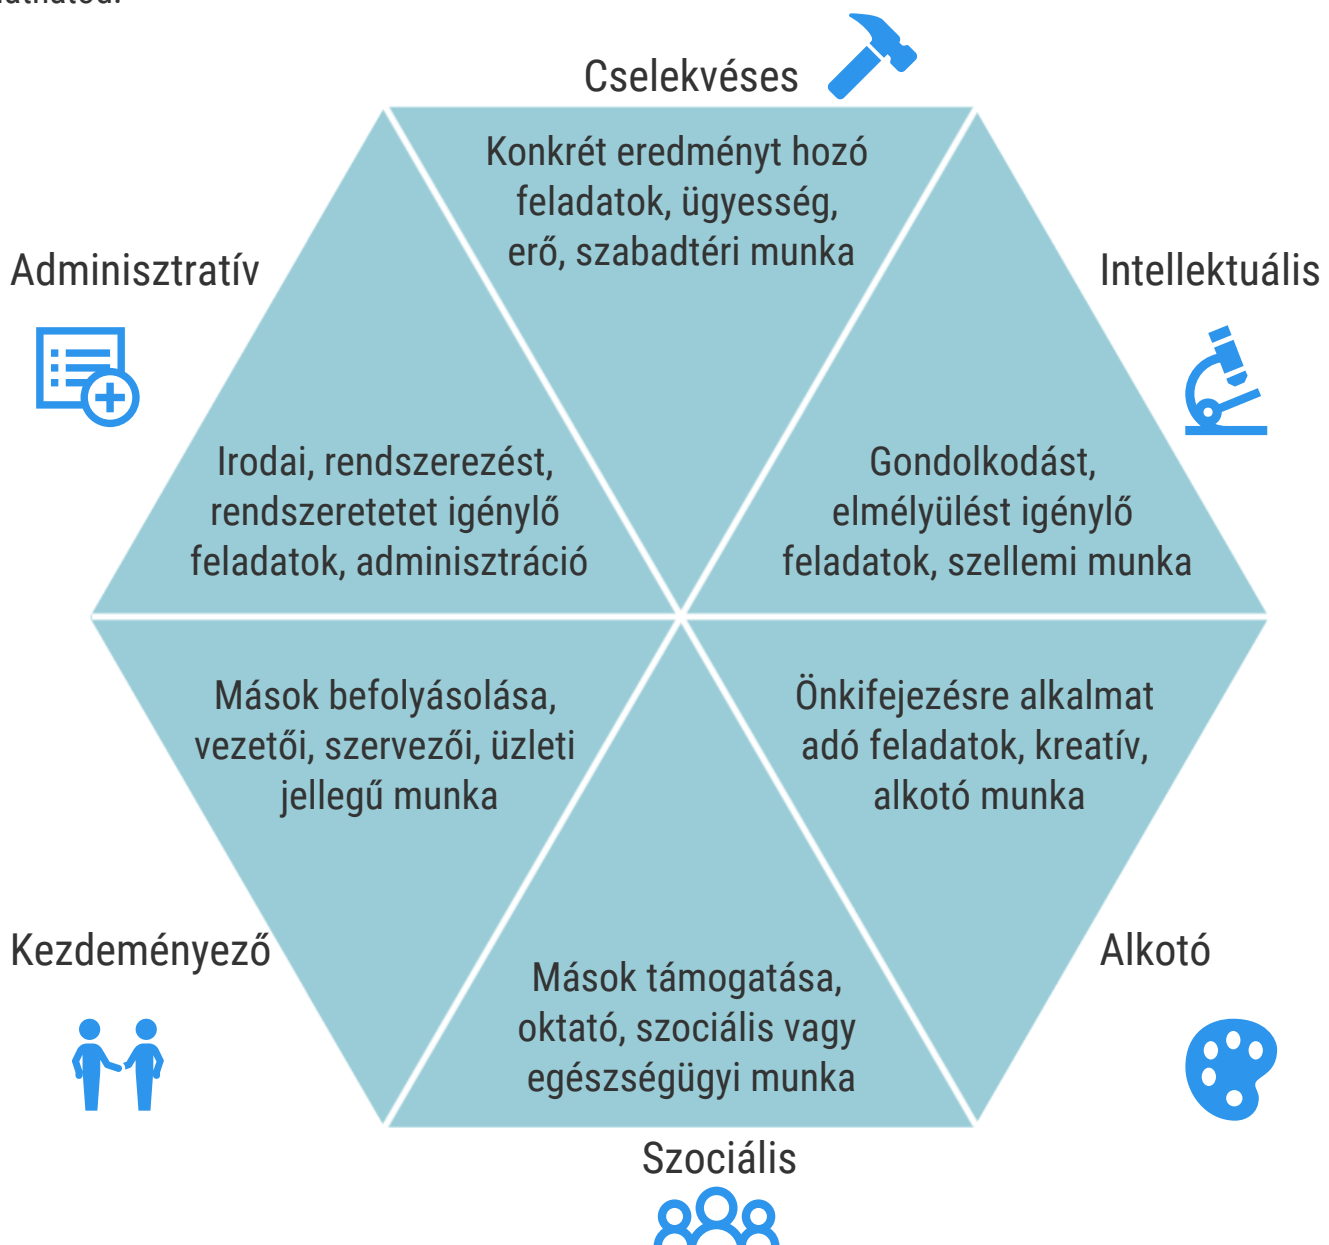 Cselekvéses
Konkrét eredményt hozó
feladatok, ügyesség,
erő, szabadtéri munka
Adminisztratív
Intellektuális
Irodai, rendszerezést,
rendszeretetet igénylő
feladatok, adminisztráció
Gondolkodást,
elmélyülést igénylő
feladatok, szellemi munka
Mások befolyásolása,
vezetői, szervezői, üzleti
jellegű munka
Önkifejezésre alkalmat
adó feladatok, kreatív,
alkotó munka
Kezdeményező
Alkotó
Mások támogatása,
oktató, szociális vagy
egészségügyi munka
Szociális